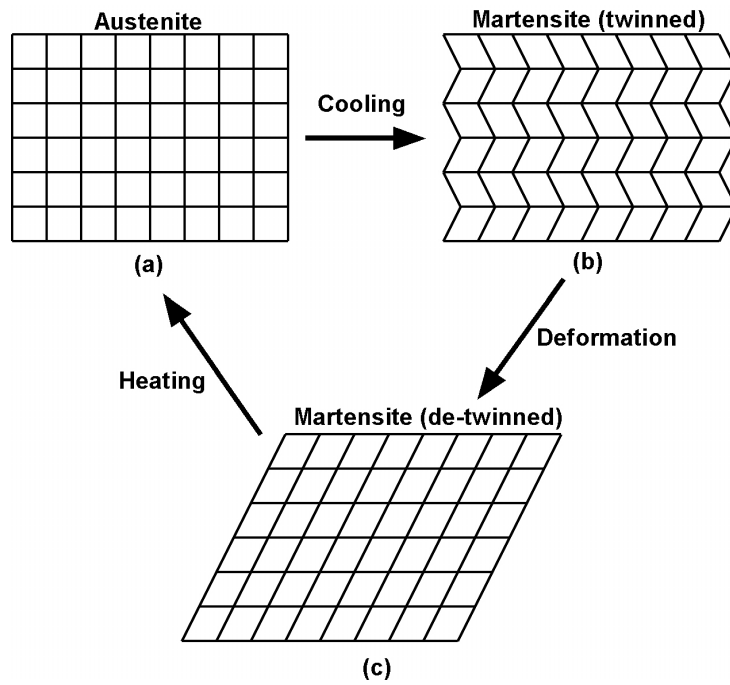 Austenite
Martensite (twinned)
Cooling
(a)
(b)
Deformation
Heating
Martensite (de-twinned)
(c)